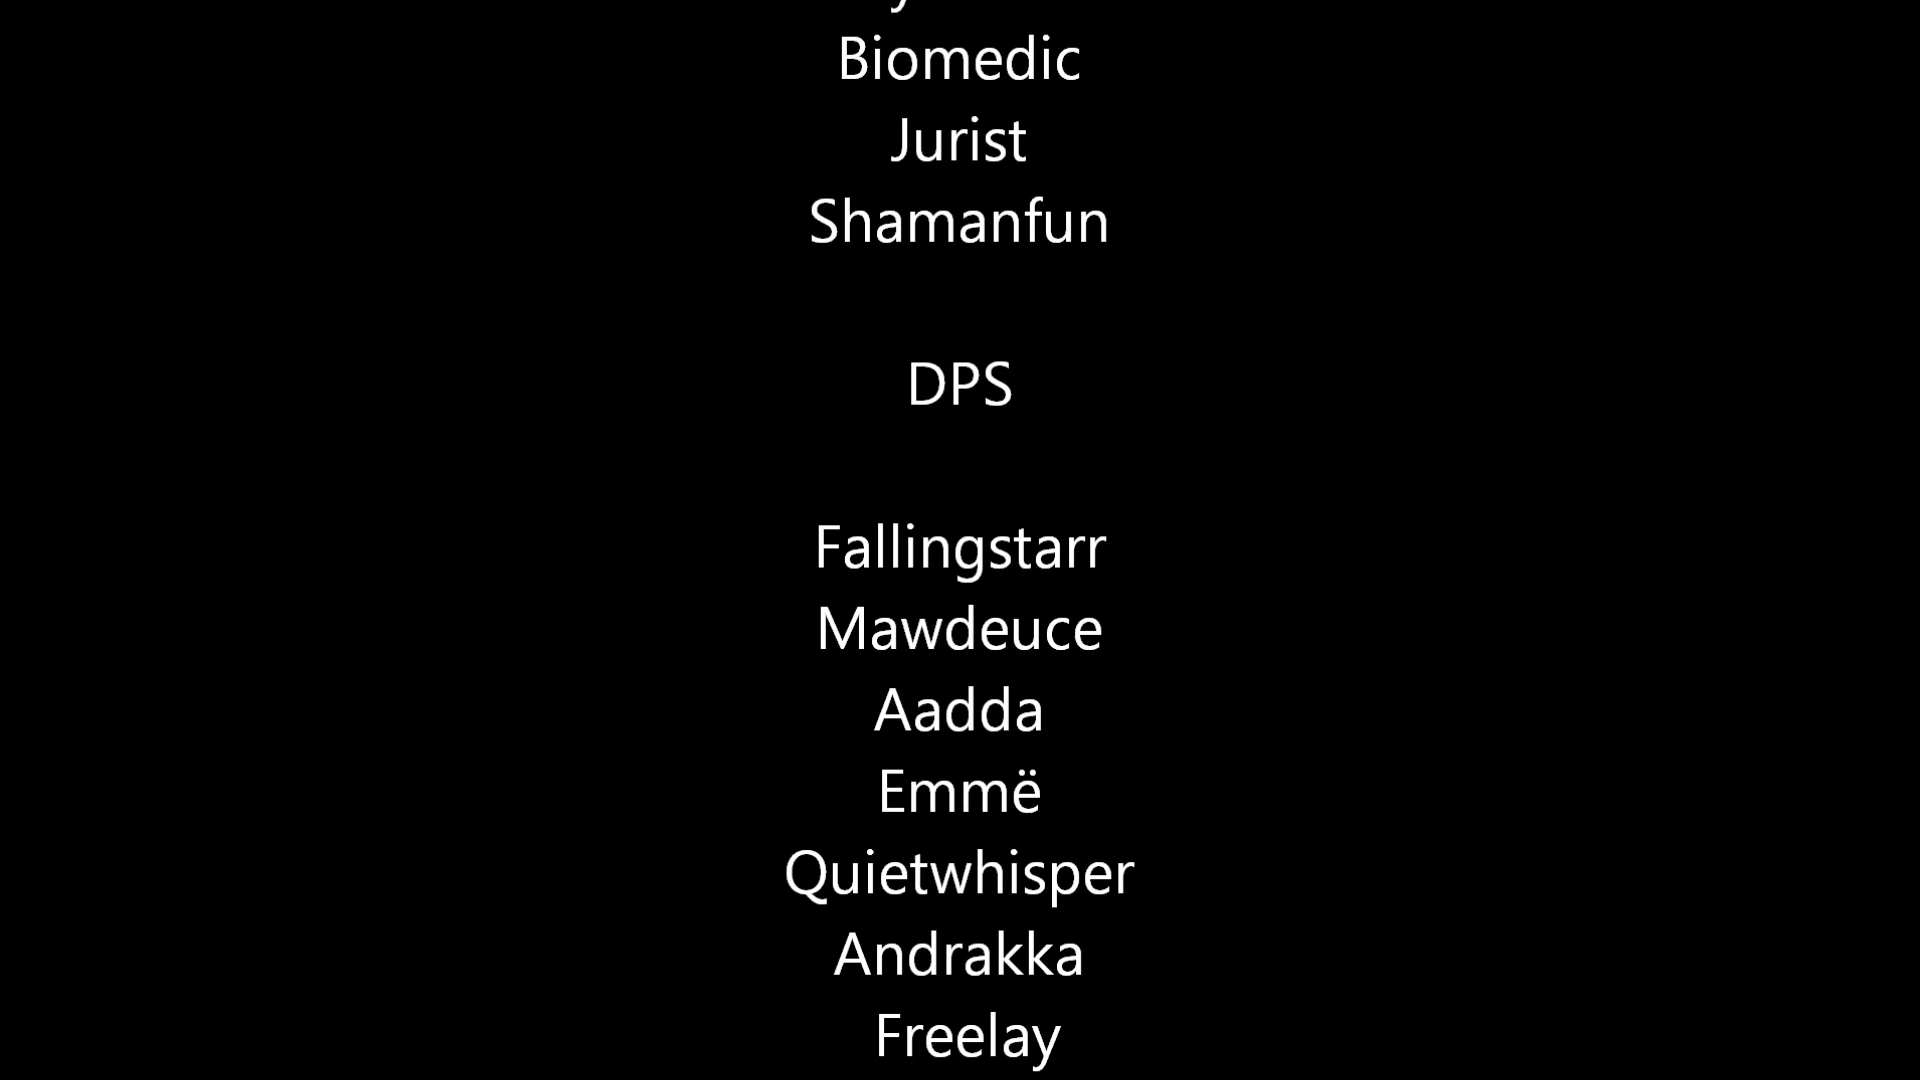 Biomedic
Jurist
Shamanfun
DPS
Fallingstarr
Mawdeuce
Aadda
Emmë
Quietwhisper
Andrakka
Freelay